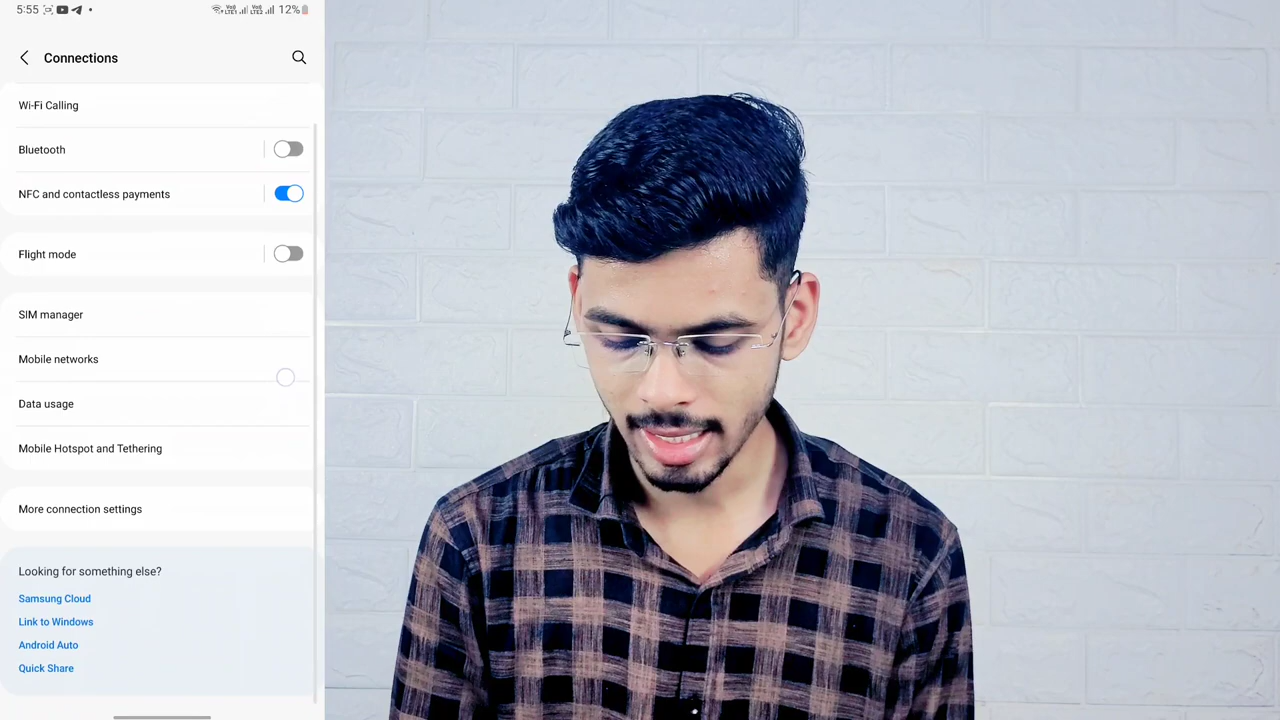 5:55 12%
Connections
Wi-Fi Calling
Bluetooth
NFC and contactless payments
Flight mode
SIM manager
Mobile networks
Data usage
Mobile Hotspot and Tethering
More connection settings
Looking for something else?
Samsung Cloud
Link to Windows
Android Auto
Quick Share